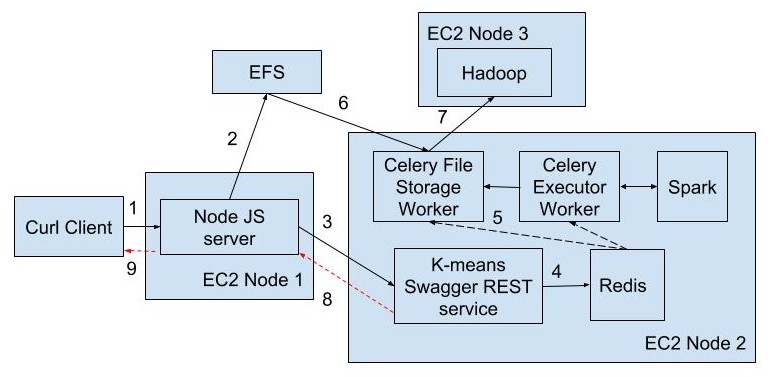 EC2 Node 3
Hadoop
EFS
6
7
2
Celery File
Storage
Worker
Celery
Executor
Worker
Spark
Curl Client
1
Node JS
server
3
5
9
EC2 Node 1
8
K-means
Swagger REST
service
4
Redis
EC2 Node 2